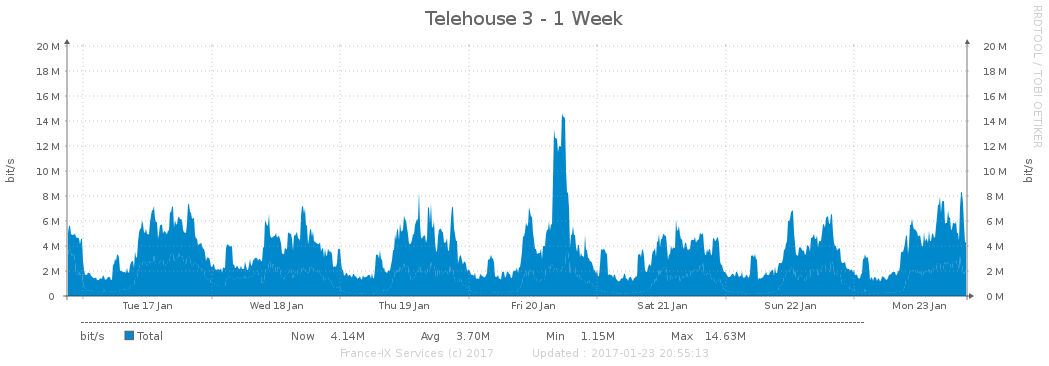 Telehouse 3 - 1 Week
RRDTOOL / TOBI OETIKER
20 M 20 M
18 M 18 M
16 M 16 M
14 M 14 M
12 M 12 M
10 M 10 M
8 M 8 M
6 M 6 M
4 M 4 M
2 M 2 M
0 0 M
bit/s bit/s
Tue 17 Jan Wed 18 Jan Thu 19 Jan Fri 20 Jan Sat 21 Jan Sun 22 Jan Mon 23 Jan
bit/s Total Now 4.14M Avg 3.70M Min 1.15M Max 14.63M
France-IX Services (c) 2017 Updated : 2017-01-23 20:55:13